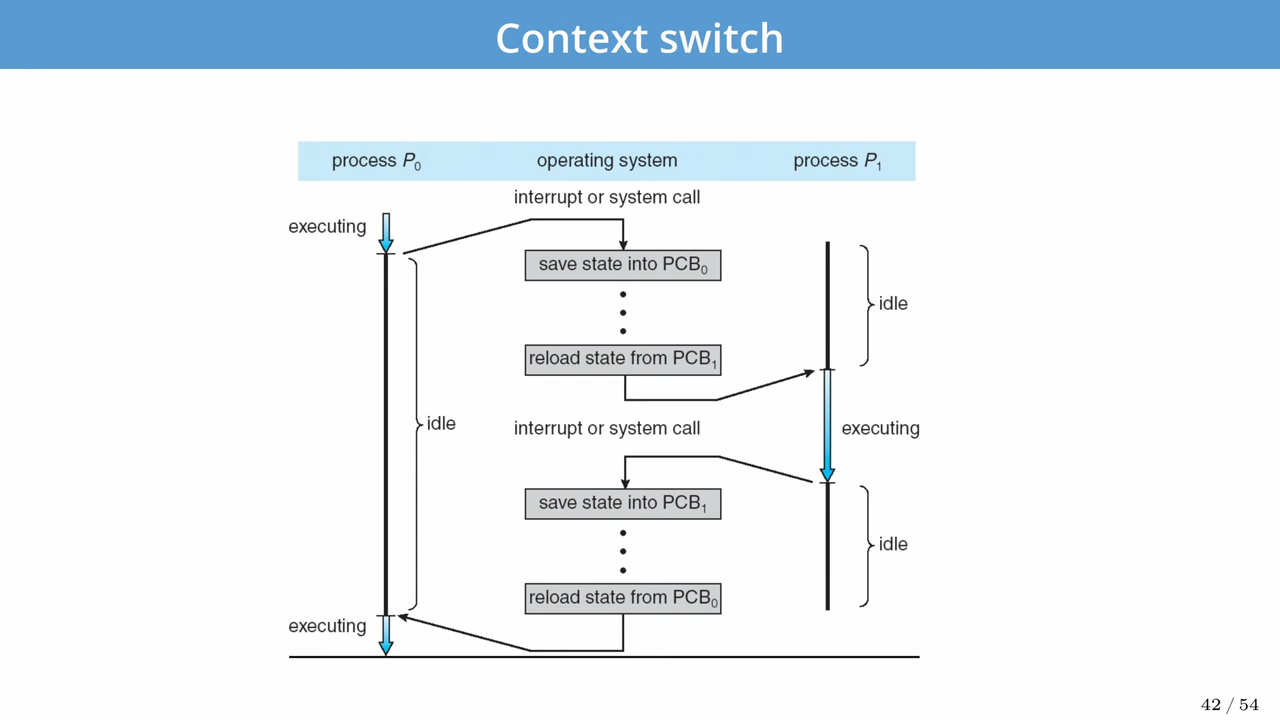 Context switch
process P₀ operating system process P₁
interrupt or system call
executing
save state into PCB₀
idle
reload state from PCB₁
idle
interrupt or system call
executing
save state into PCB₁
idle
reload state from PCB₀
executing
42 / 54